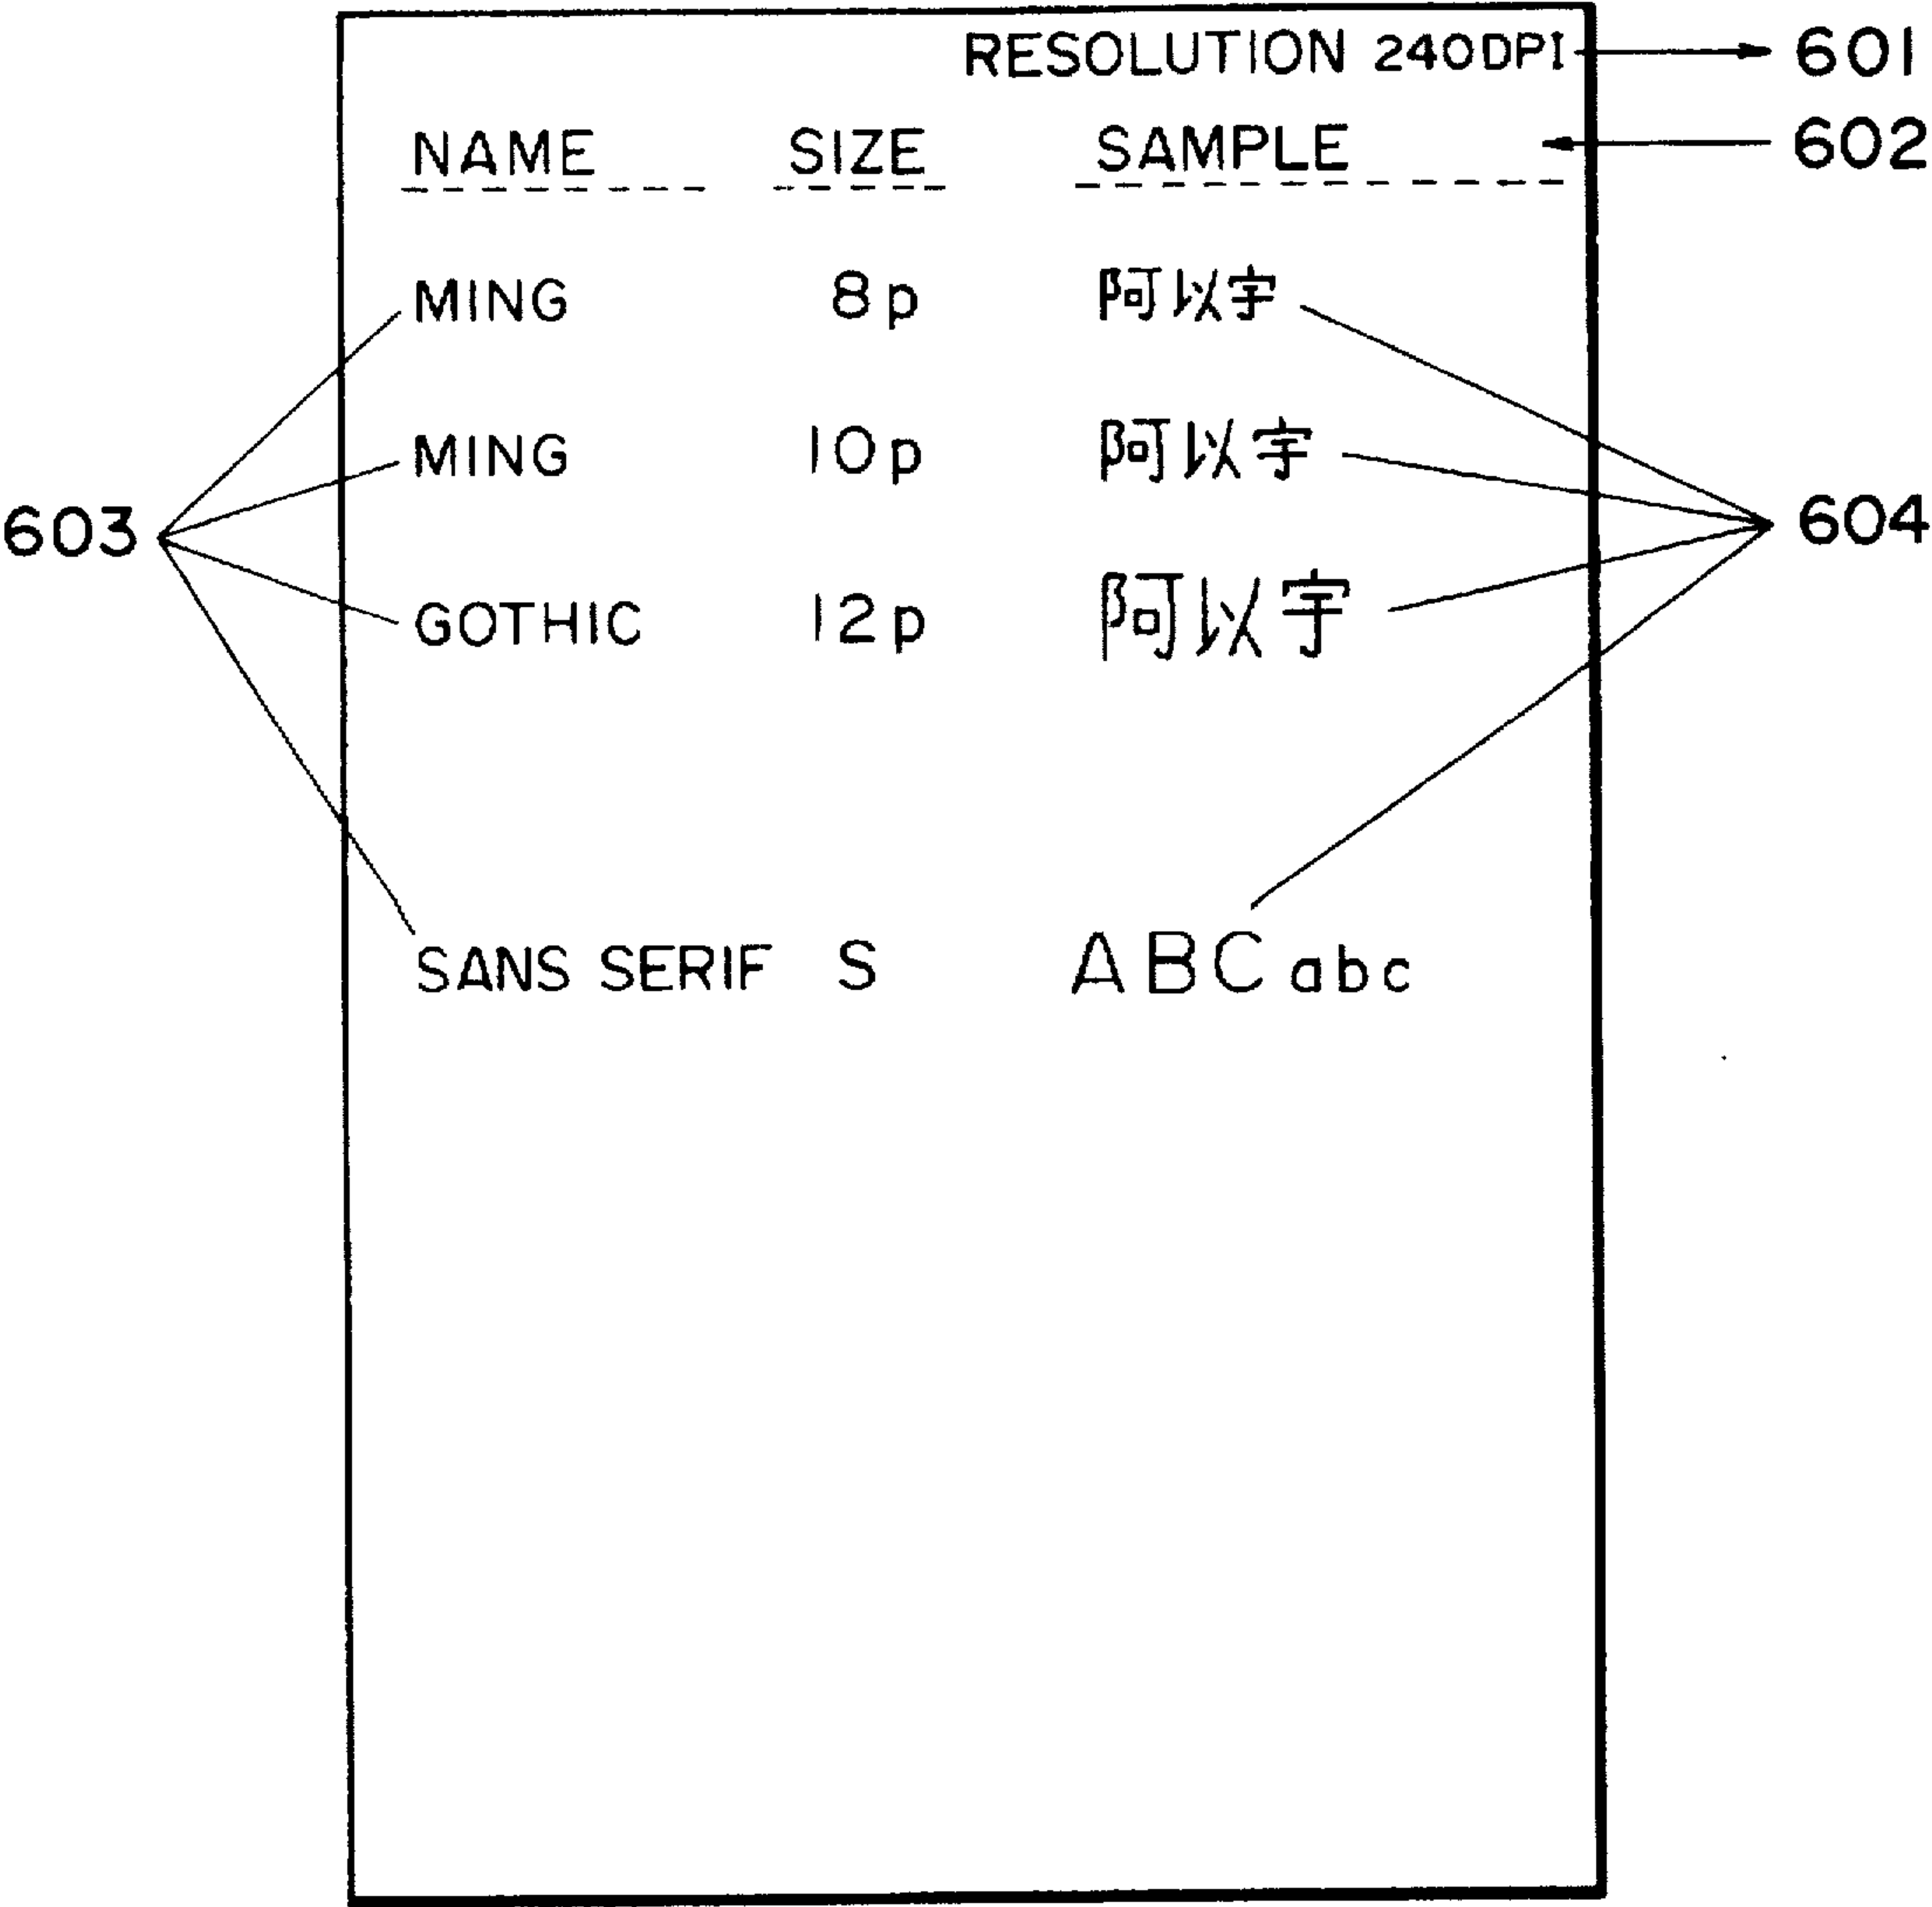 RESOLUTION 240DPI 601
NAME SIZE SAMPLE 602
MING 8p 阿以宇
MING 10p 阿以宇
603 604
GOTHIC 12p 阿以宇
SANS SERIF S ABCabc